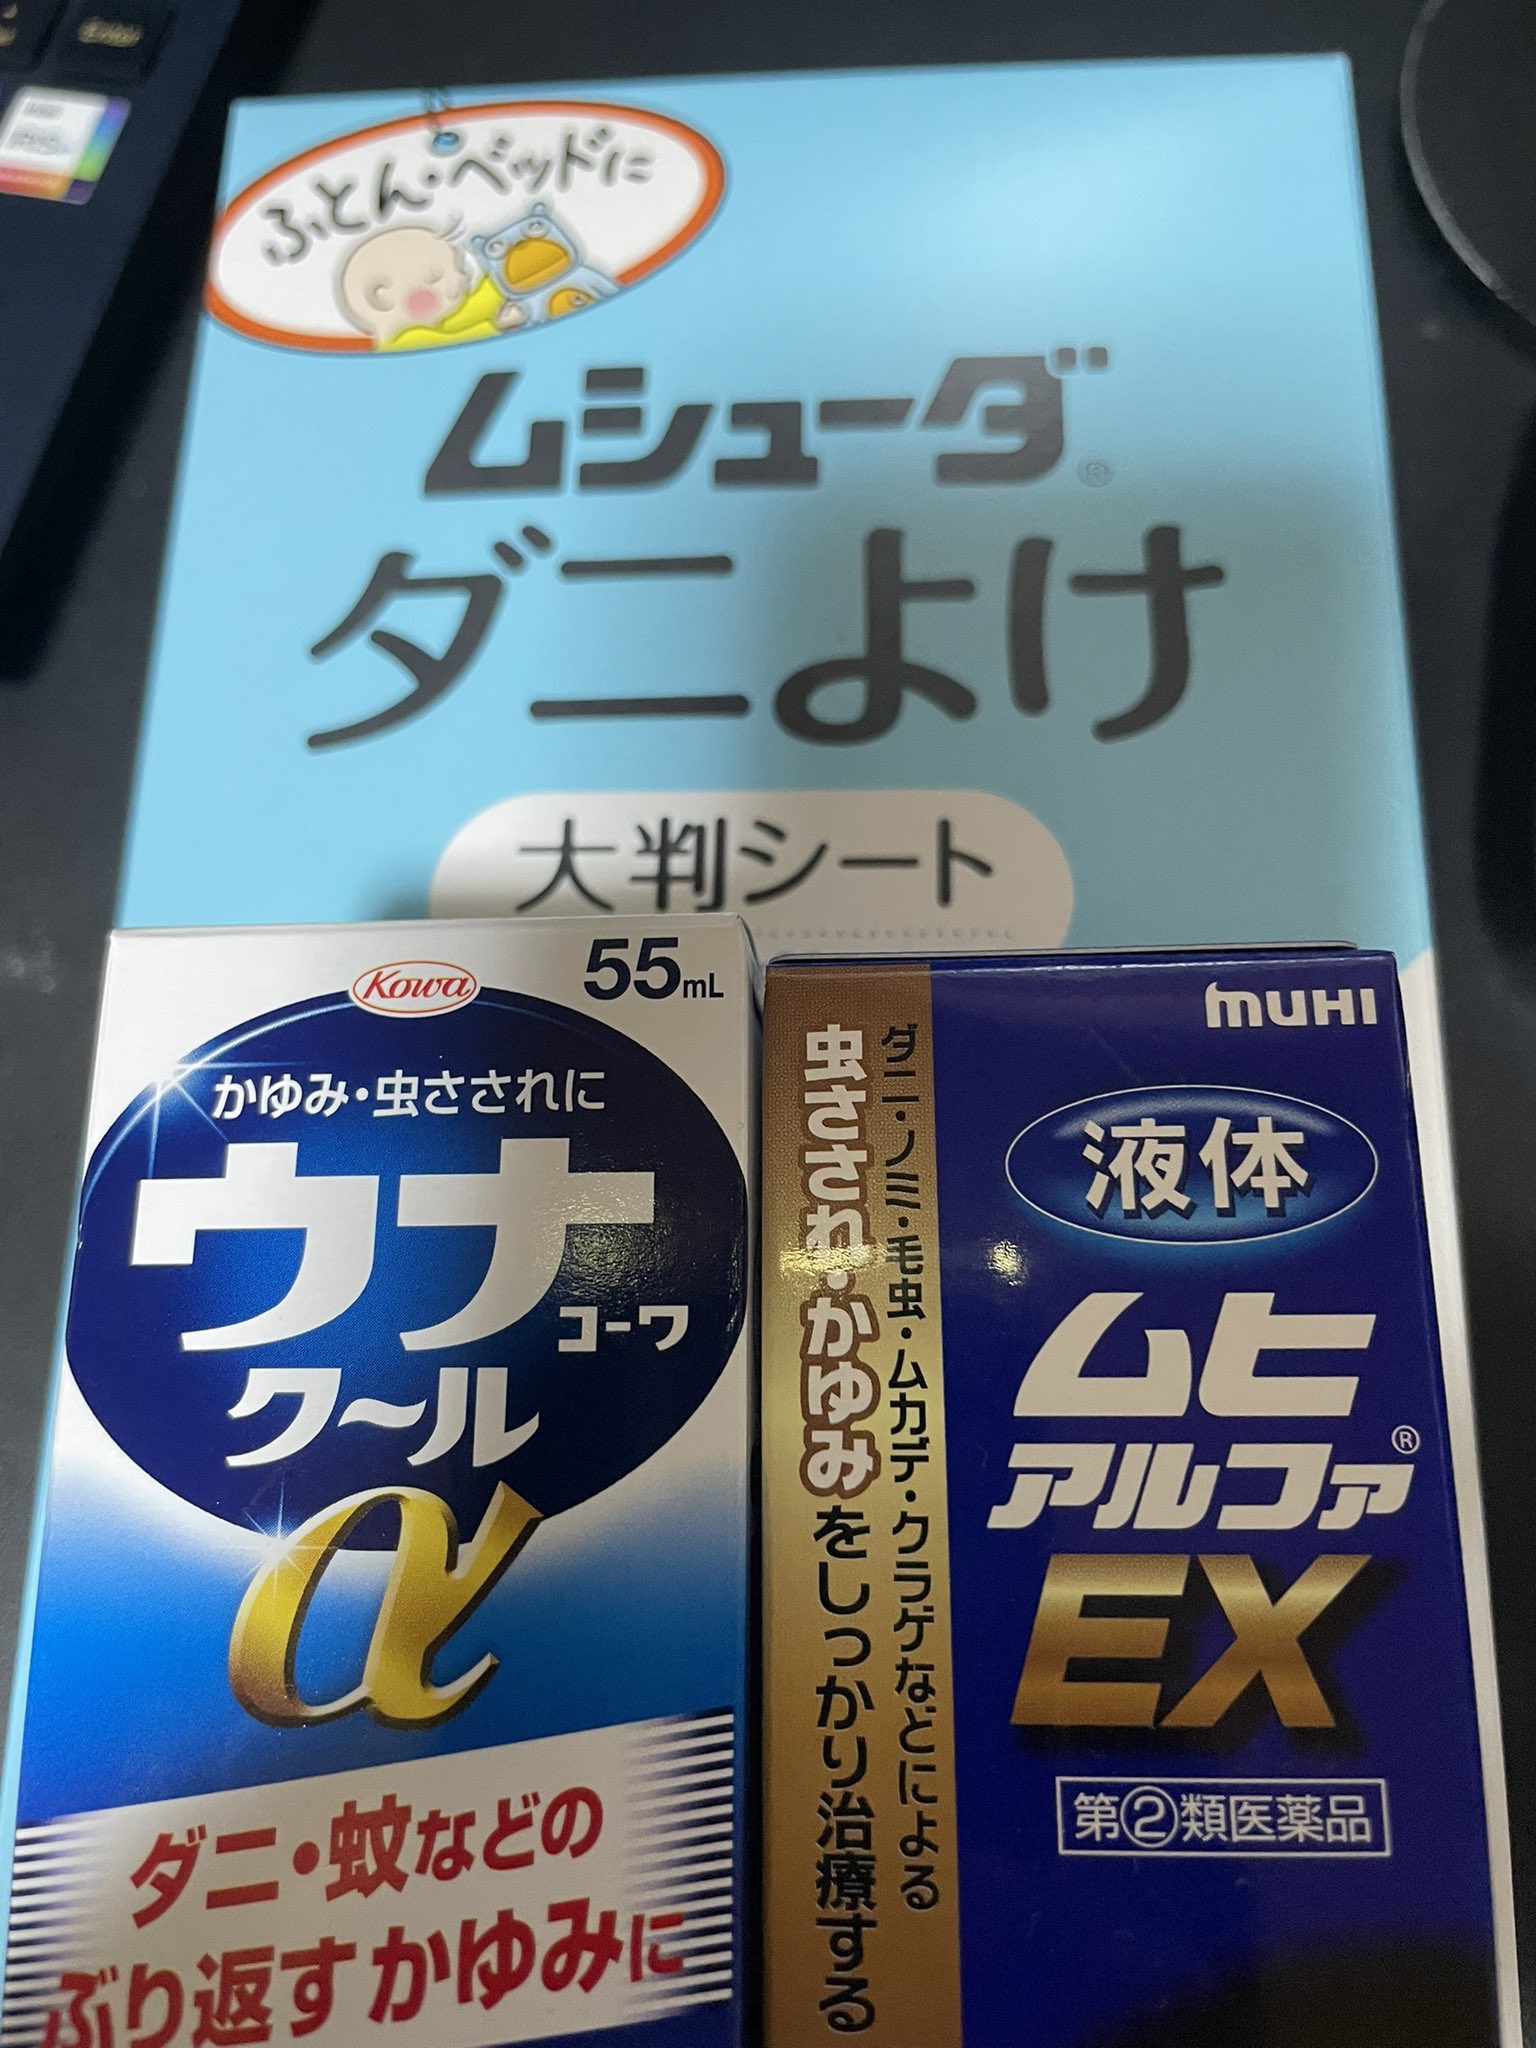 Enter
ふとん・ベッドに
ムシューダ®
ダニよけ
大判シート
Kowa
55mL
かゆみ・虫さされに
ウナ
コーワ
クール
α
ダニ・蚊などの
ぶり返すかゆみに
muHI
液体
ムヒ
アルファ®
EX
第②類医薬品
ダニ・ノミ・毛虫・ムカデ・クラゲなどによる
虫さされ・かゆみをしっかり治療する